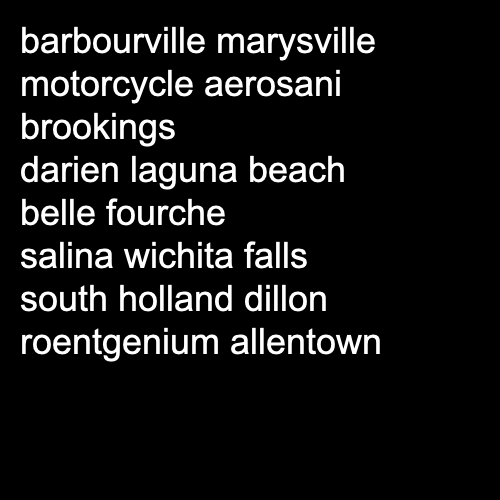 barbourville marysville
motorcycle aerosani
brookings
darien laguna beach
belle fourche
salina wichita falls
south holland dillon
roentgenium allentown